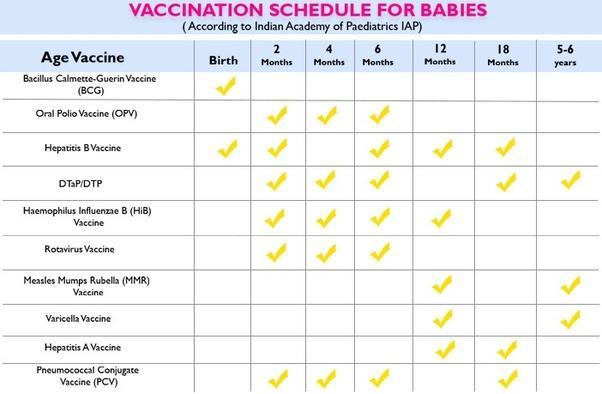 VACCINATION SCHEDULE FOR BABIES
( According to Indian Academy of Paediatrics IAP)
Age Vaccine Birth 2 Months 4 Months 6 Months 12 Months 18 Months 5-6 years
Bacillus Calmette-Guerin Vaccine
(BCG)
Oral Polio Vaccine (OPV)
Hepatitis B Vaccine
DTaP/DTP
Haemophilus Influenzae B (HiB)
Vaccine
Rotavirus Vaccine
Measles Mumps Rubella (MMR)
Vaccine
Varicella Vaccine
Hepatitis A Vaccine
Pneumococcal Conjugate
Vaccine (PCV)